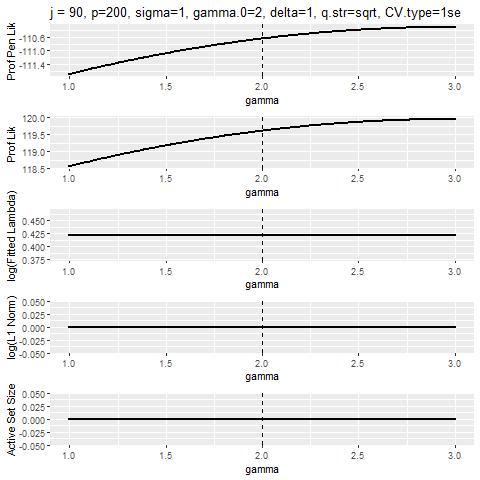 j = 90, p=200, sigma=1, gamma.0=2, delta=1, q.str=sqrt, CV.type=1se
Prof Pen Lik
-110.6
-111.0
-111.4
1.0 1.5 2.0 2.5 3.0
gamma
Prof Lik
120.0
119.5
119.0
118.5
1.0 1.5 2.0 2.5 3.0
gamma
log(Fitted Lambda)
0.450
0.425
0.400
0.375
1.0 1.5 2.0 2.5 3.0
gamma
log(L1 Norm)
0.050
0.025
0.000
-0.025
-0.050
1.0 1.5 2.0 2.5 3.0
gamma
Active Set Size
0.050
0.025
0.000
-0.025
-0.050
1.0 1.5 2.0 2.5 3.0
gamma